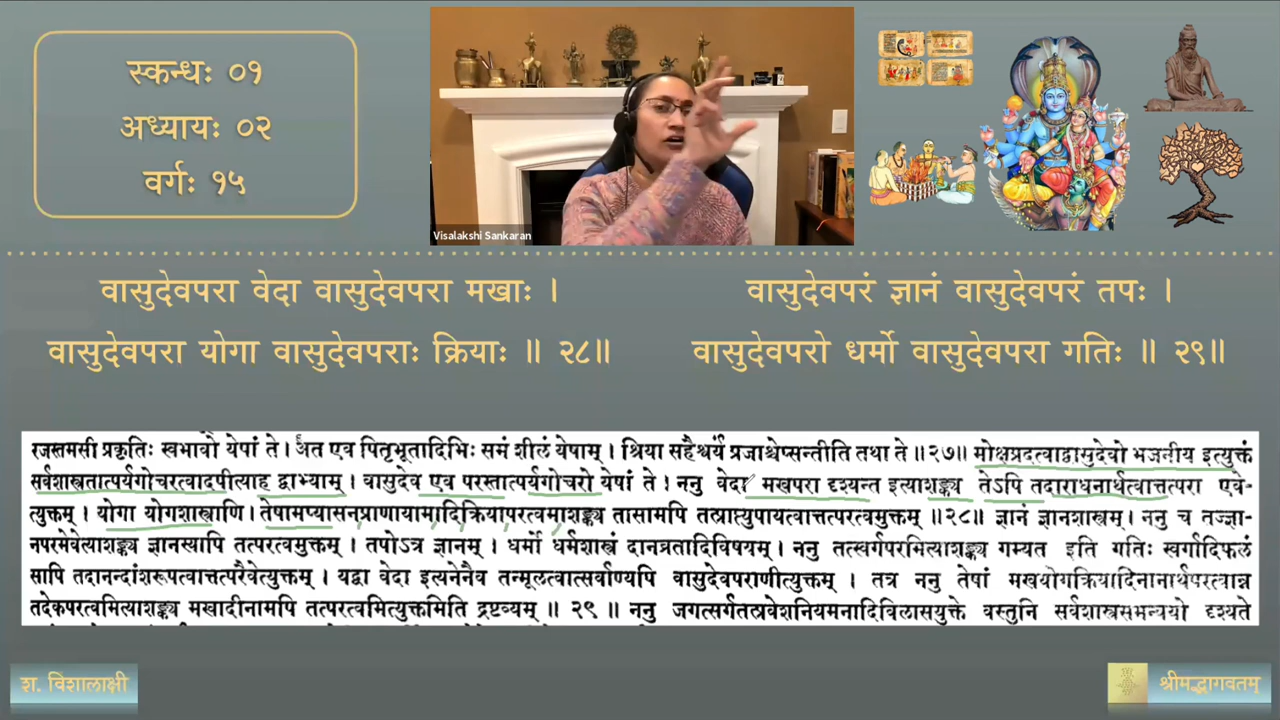 स्कन्धः ०१
अध्यायः ०२
वर्गः १५
Visalakshi Sankaran
वासुदेवपरा वेदा वासुदेवपरा मखाः ।
वासुदेवपरा योगा वासुदेवपराः क्रियाः ॥ २८॥
वासुदेवपरं ज्ञानं वासुदेवपरं तपः ।
वासुदेवपरो धर्मो वासुदेवपरा गतिः ॥ २९॥
रजस्तमसी प्रकृतिः स्वभावो येषां ते । अत एव पितृभूतादिभिः समं शीलं येषाम् । श्रिया सहैश्वर्यं प्रजाश्चेप्सन्तीति तथा ते ॥२७॥ मोक्षप्रदत्वाद्वासुदेवो भजनीय इत्युक्तं
सर्वशास्त्रतात्पर्यगोचरत्वादपीत्याह द्वाभ्याम् । वासुदेव एव परस्तात्पर्यगोचरो येषां ते । ननु वेदा मखपरा दृश्यन्त इत्याशङ्क्य तेऽपि तदाराधनार्थत्वात्तत्परा एवे-
त्युक्तम् । योगा योगशास्त्राणि । तेषामप्यासनप्राणायामादिक्रियापरत्वमाशङ्क्य तासामपि तत्प्रात्युपायत्वात्तत्परत्वमुक्तम् ॥२८॥ ज्ञानं ज्ञानशास्त्रम् । ननु च तज्ज्ञा-
नपरमेवेत्याशङ्क्य ज्ञानस्यापि तत्परत्वमुक्तम् । तपोऽत्र ज्ञानम् । धर्मो धर्मशास्त्रं दानव्रतादिविषयम् । ननु तत्स्वर्गपरमित्याशङ्क्य गम्यत इति गतिः स्वर्गादिफलं
सापि तदानन्दांशरूपत्वात्तत्परैवेत्युक्तम् । यद्वा वेदा इत्यनेनैव तन्मूलत्वात्सर्वाण्यपि वासुदेवपराणीत्युक्तम् । तत्र ननु तेषां मखयोगक्रियादिनानार्थपरत्वान्न
तदेकपरत्वमित्याशङ्क्य मखादीनामपि तत्परत्वमित्युक्तमिति द्रष्टव्यम् ॥ २९ ॥ ननु जगत्सर्गतत्प्रवेशनियमनादिविलासयुक्ते वस्तुनि सर्वशास्त्रसमन्वयो दृश्यते
श. विशालाक्षी
श्रीमद्भागवतम्